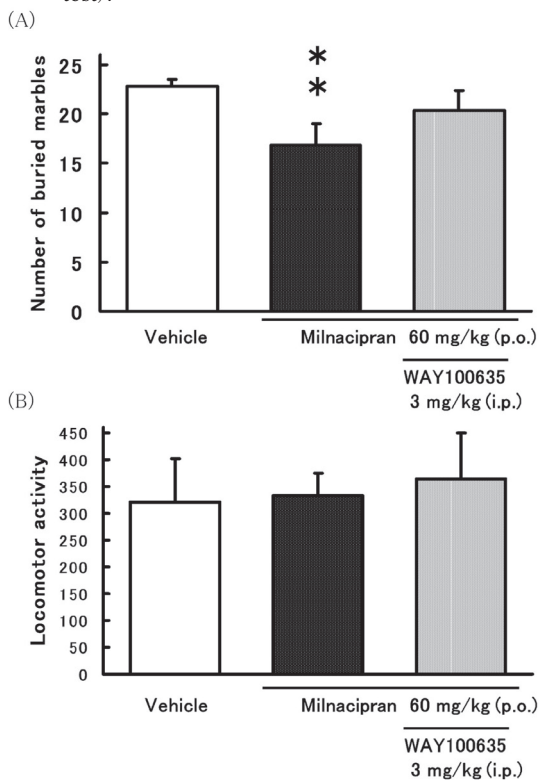 (A)
**
Number of buried marbles
25
20
15
10
5
0
Vehicle
Milnacipran 60 mg/kg (p.o.)
WAY100635
3 mg/kg (i.p.)
(B)
Locomotor activity
450
400
350
300
250
200
150
100
50
0
Vehicle
Milnacipran 60 mg/kg (p.o.)
WAY100635
3 mg/kg (i.p.)